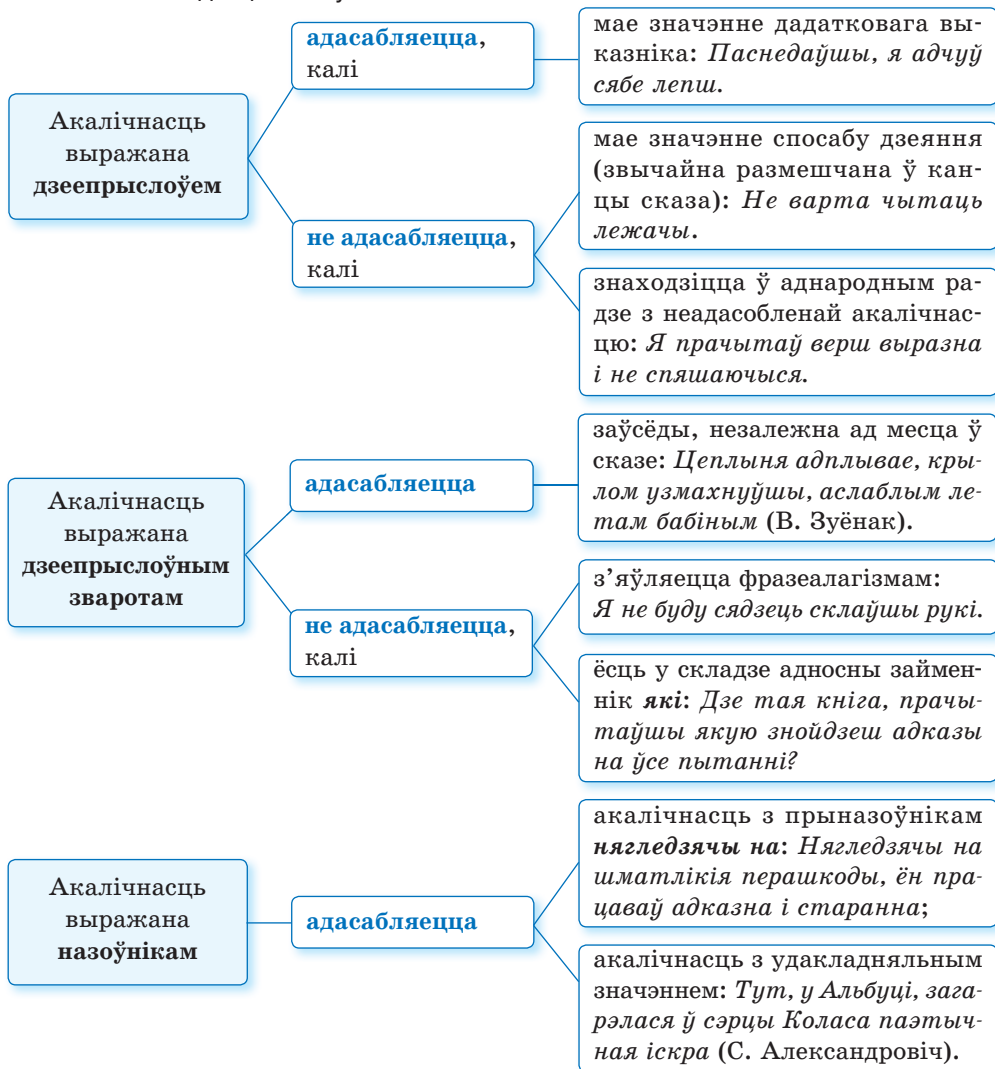 адасабляецца,
калі
мае значэнне дадатковага вы-
казніка: Паснедаўшы, я адчуў
сябе лепш.
Акалічнасць
выражана
дзеепрыслоўем
не адасабляецца,
калі
мае значэнне спосабу дзеяння
(звычайна размешчана ў кан-
цы сказа): Не варта чытаць
лежачы.
знаходзіцца ў аднародным ра-
дзе з неадасобленай акалічнас-
цю: Я прачытаў верш выразна
і не спяшаючыся.
Акалічнасць
выражана
дзеепрыслоўным
зваротам
адасабляецца
заўсёды, незалежна ад месца ў
сказе: Цеплыня адплывае, кры-
лом узмахнуўшы, аслаблым ле-
там бабіным (В. Зуёнак).
не адасабляецца,
калі
з’яўляецца фразеалагізмам:
Я не буду сядзець склаўшы рукі.
ёсць у складзе адносны займен-
нік які: Дзе тая кніга, прачы-
таўшы якую знойдзеш адказы
на ўсе пытанні?
Акалічнасць
выражана
назоўнікам
адасабляецца
акалічнасць з прыназоўнікам
нягледзячы на: Нягледзячы на
шматлікія перашкоды, ён пра-
цаваў адказна і старанна;
акалічнасць з удакладняльным
значэннем: Тут, у Альбуці, зага-
рэлася ў сэрцы Коласа паэтыч-
ная іскра (С. Александровіч).